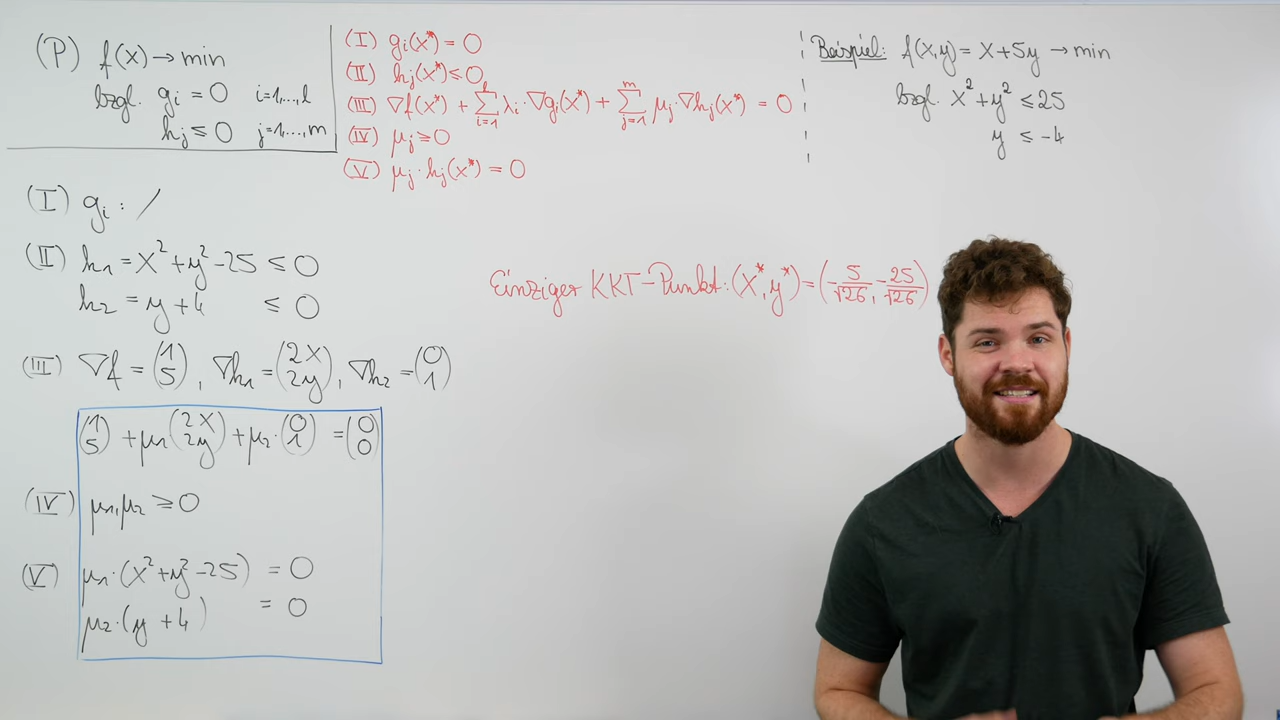 (P) f(x) → min
bzgl. gᵢ = 0 i=1,...,l
hⱼ ≤ 0 j=1,...,m
(I) gᵢ(x*) = 0
(II) hⱼ(x*) ≤ 0
(III) ∇f(x*) + ∑ᵢ₌₁ˡ λᵢ·∇gᵢ(x*) + ∑ⱼ₌₁ᵐ μⱼ·∇hⱼ(x*) = 0
(IV) μⱼ ≥ 0
(V) μⱼ·hⱼ(x*) = 0
Beispiel: f(x,y) = x+5y → min
bzgl. x²+y² ≤ 25
y ≤ -4
(I) gᵢ : /
(II) h₁ = x²+y²-25 ≤ 0
h₂ = y+4 ≤ 0
(III) ∇f = (1 5), ∇h₁ = (2x 2y), ∇h₂ = (0 1)
(1 5) + μ₁(2x 2y) + μ₂·(0 1) = (0 0)
(IV) μ₁,μ₂ ≥ 0
(V) μ₁·(x²+y²-25) = 0
μ₂·(y+4) = 0
Einziger KKT-Punkt: (x*,y*) = (-5/√26, -25/√26)